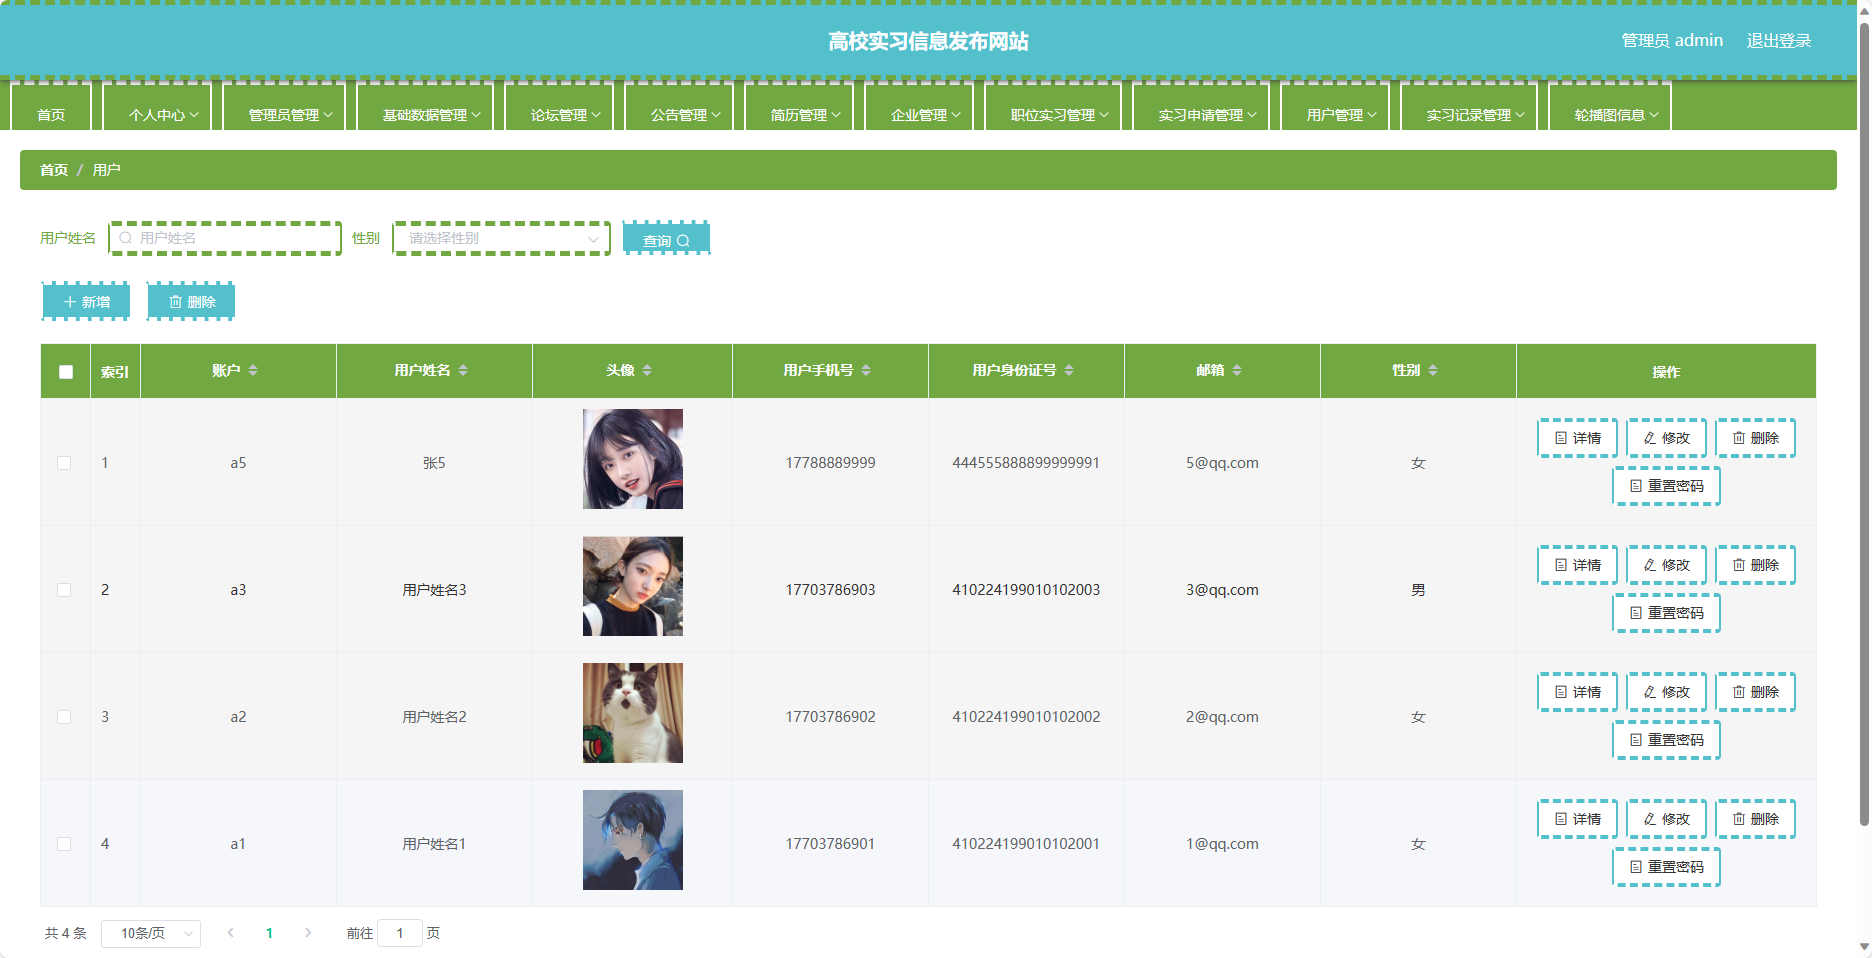 高校实习信息发布网站
管理员 admin 退出登录
首页 个人中心 管理员管理 基础数据管理 论坛管理 公告管理 简历管理 企业管理 职位实习管理 实习申请管理 用户管理 实习记录管理 轮播图信息
首页 / 用户
用户姓名 用户姓名 性别 请选择性别 查询
新增 删除
索引 账户 用户姓名 头像 用户手机号 用户身份证号 邮箱 性别 操作
1 a5 张5 17788889999 444555888899999991 5@qq.com 女 详情 修改 删除
重置密码
2 a3 用户姓名3 17703786903 410224199010102003 3@qq.com 男 详情 修改 删除
重置密码
3 a2 用户姓名2 17703786902 410224199010102002 2@qq.com 女 详情 修改 删除
重置密码
4 a1 用户姓名1 17703786901 410224199010102001 1@qq.com 女 详情 修改 删除
重置密码
共 4 条 10条/页 1 前往 1 页